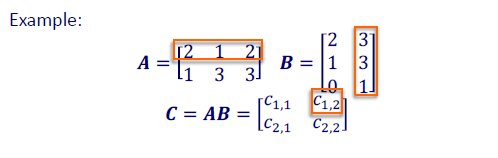 Example:
A = [2 1 2; 1 3 3] B = [2 3; 1 3; 0 1]
C = AB = [c1,1 c1,2; c2,1 c2,2]